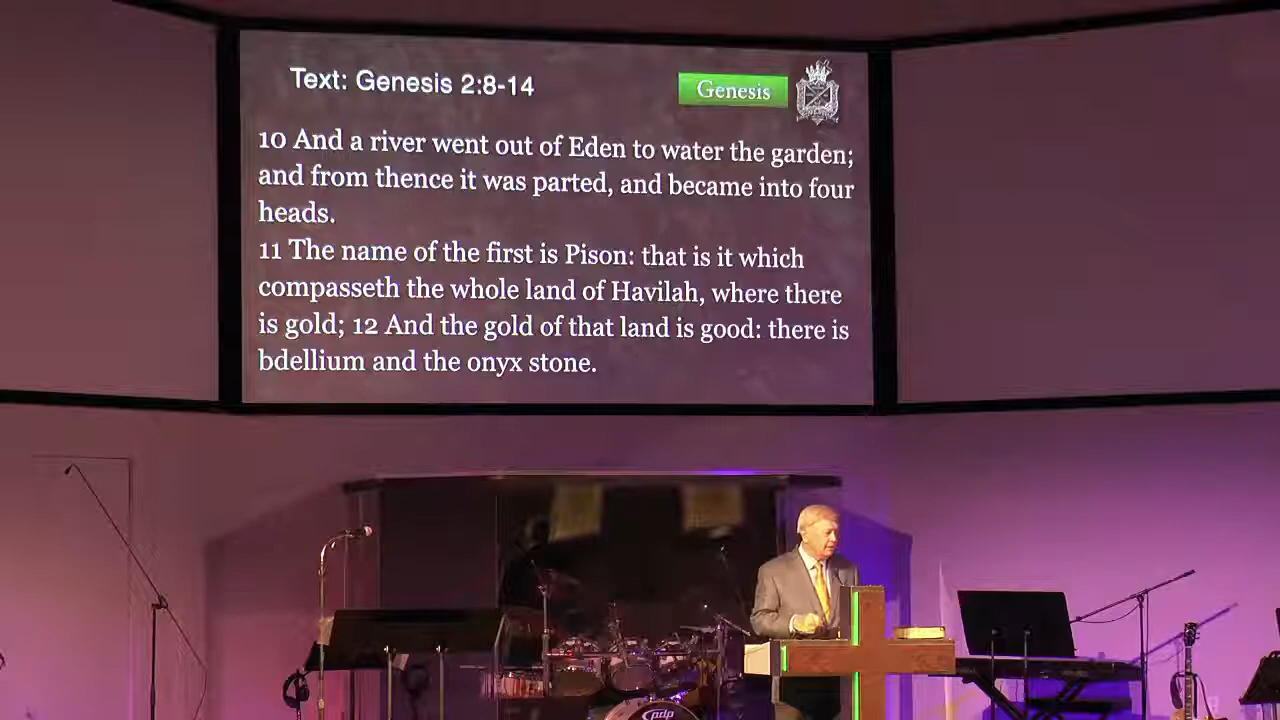 Text: Genesis 2:8-14
Genesis
10 And a river went out of Eden to water the garden;
and from thence it was parted, and became into four
heads.
11 The name of the first is Pison: that is it which
compasseth the whole land of Havilah, where there
is gold; 12 And the gold of that land is good: there is
bdellium and the onyx stone.
pdp